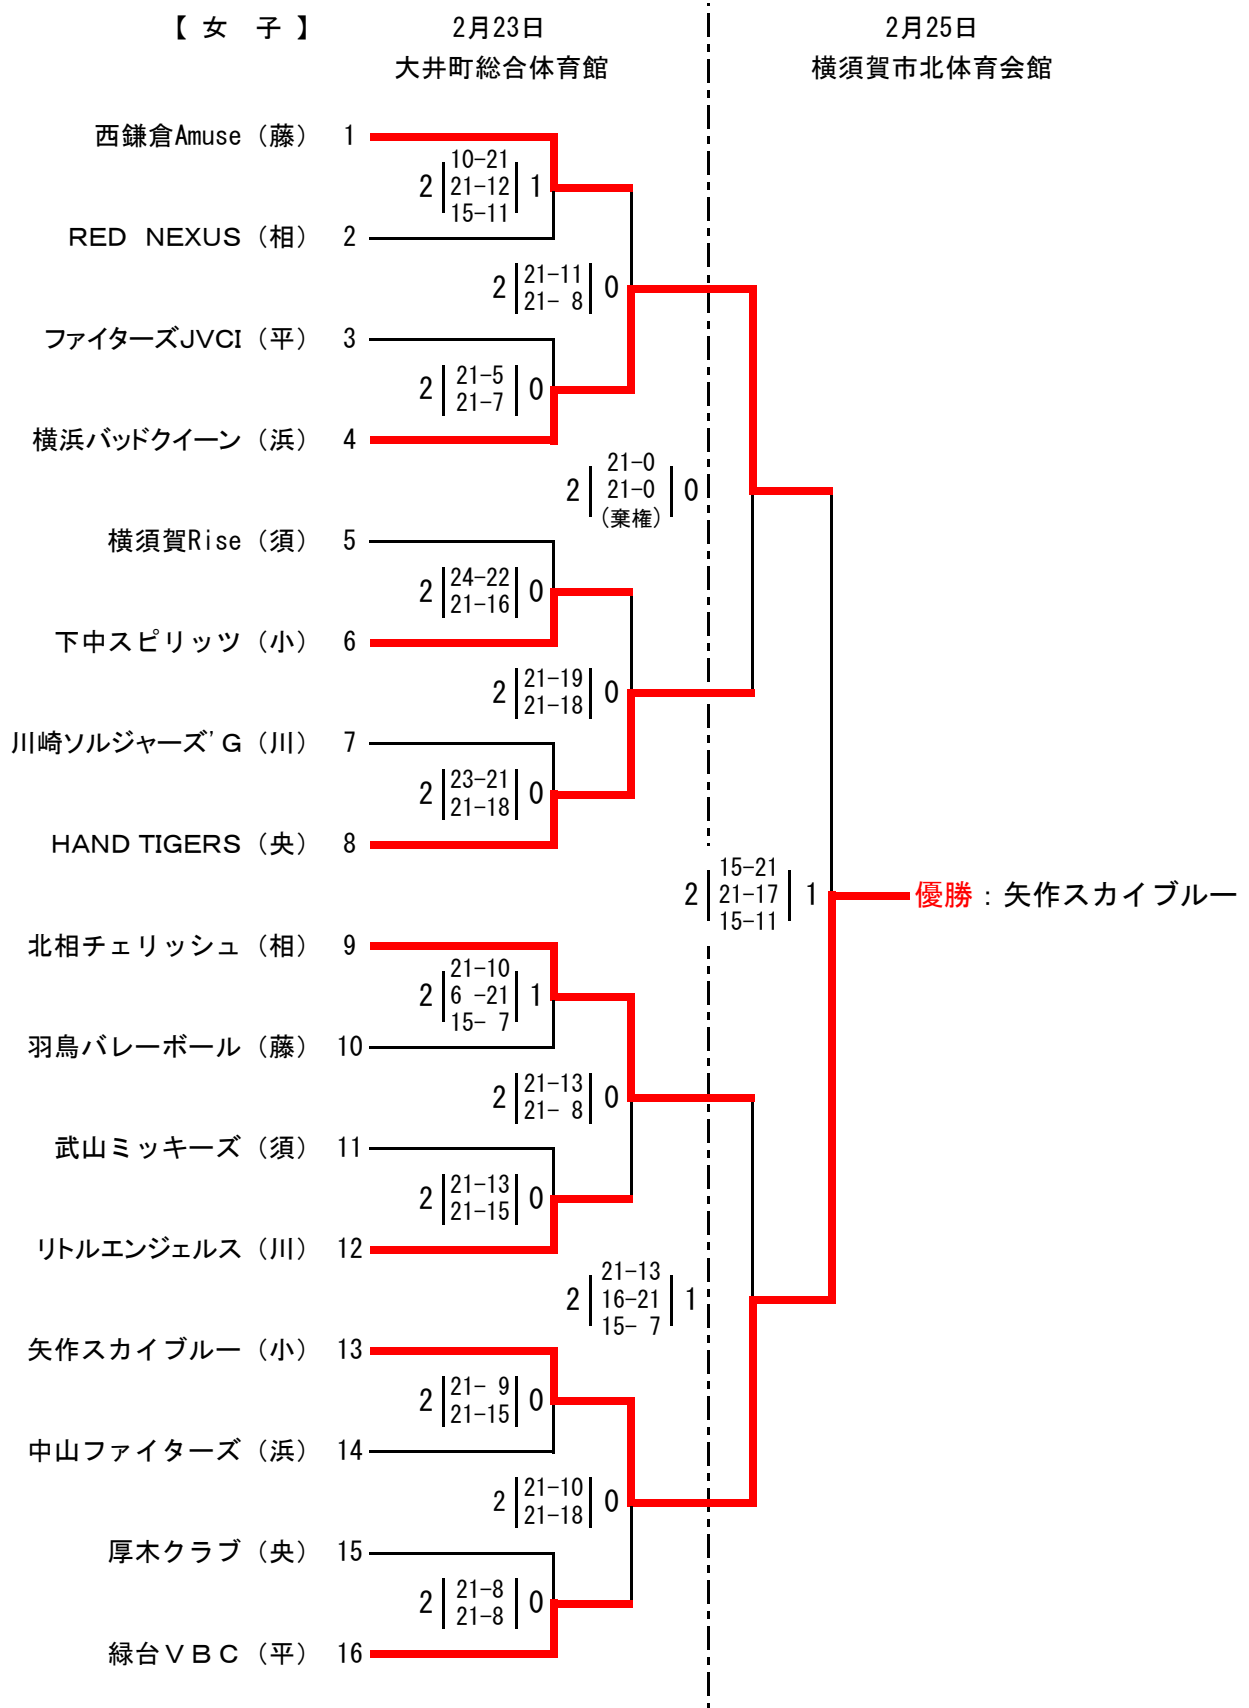 【 女　子 】
2月23日
2月25日
大井町総合体育館
横須賀市北体育会館
西鎌倉Amuse（藤） 1
2 10-21 1
21-12
15-11
RED　NEXUS（相） 2
2 21-11 0
21- 8
ファイターズJVCI（平） 3
2 21-5 0
21-7
横浜バッドクイーン（浜） 4
2 21-0 0
21-0
(棄権)
横須賀Rise（須） 5
2 24-22 0
21-16
下中スピリッツ（小） 6
2 21-19 0
21-18
川崎ソルジャーズ’G（川） 7
2 23-21 0
21-18
HAND TIGERS（央） 8
2 15-21 1
21-17
15-11
優勝：矢作スカイブルー
北相チェリッシュ（相） 9
2 21-10 1
6 -21
15- 7
羽鳥バレーボール（藤） 10
2 21-13 0
21- 8
武山ミッキーズ（須） 11
2 21-13 0
21-15
リトルエンジェルス（川） 12
2 21-13 1
16-21
15- 7
矢作スカイブルー（小） 13
2 21- 9 0
21-15
中山ファイターズ（浜） 14
2 21-10 0
21-18
厚木クラブ（央） 15
2 21-8 0
21-8
緑台ＶＢＣ（平） 16